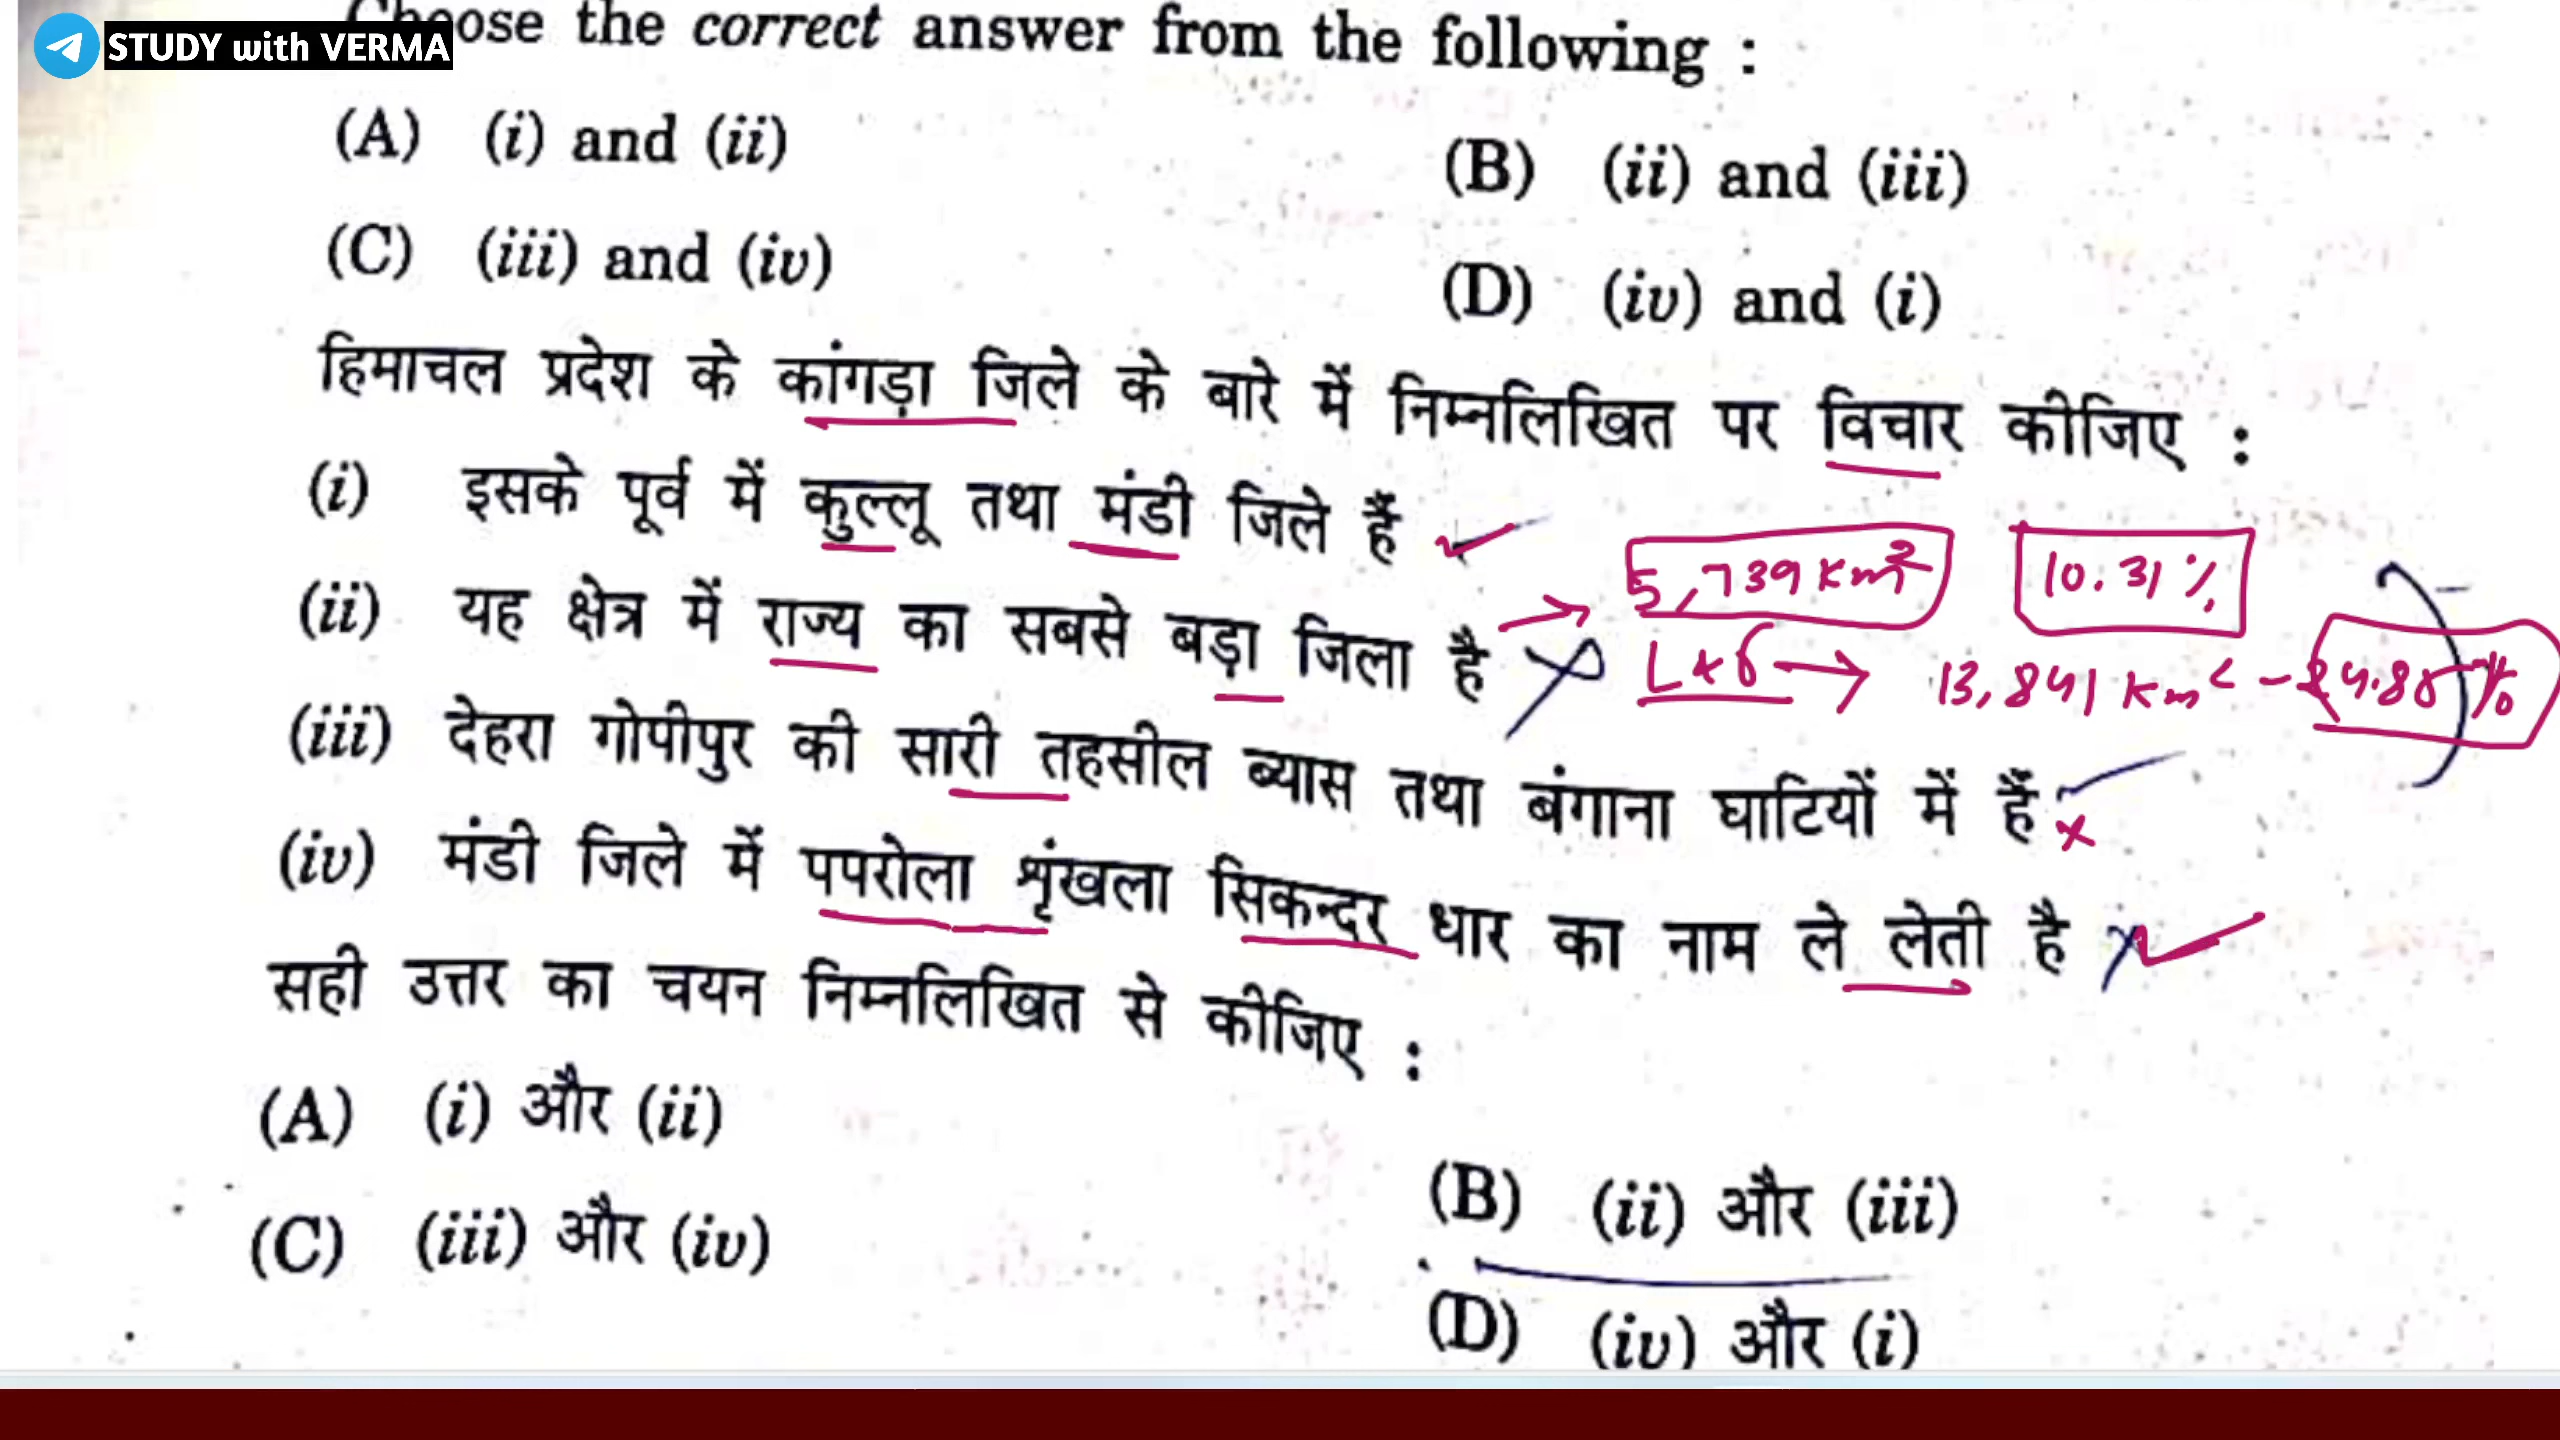 STUDY with VERMA
Choose the correct answer from the following :
(A) (i) and (ii)
(B) (ii) and (iii)
(C) (iii) and (iv)
(D) (iv) and (i)
हिमाचल प्रदेश के कांगड़ा जिले के बारे में निम्नलिखित पर विचार कीजिए :
(i) इसके पूर्व में कुल्लू तथा मंडी जिले हैं
5,739 Km² 10.31%
(ii) यह क्षेत्र में राज्य का सबसे बड़ा जिला है
13,841 Km² -
(iii) देहरा गोपीपुर की सारी तहसील ब्यास तथा बंगाना घाटियों में हैं
(iv) मंडी जिले में पपरोला शृंखला सिकन्दर धार का नाम ले लेती है
सही उत्तर का चयन निम्नलिखित से कीजिए :
(A) (i) और (ii)
(B) (ii) और (iii)
(C) (iii) और (iv)
(D) (iv) और (i)